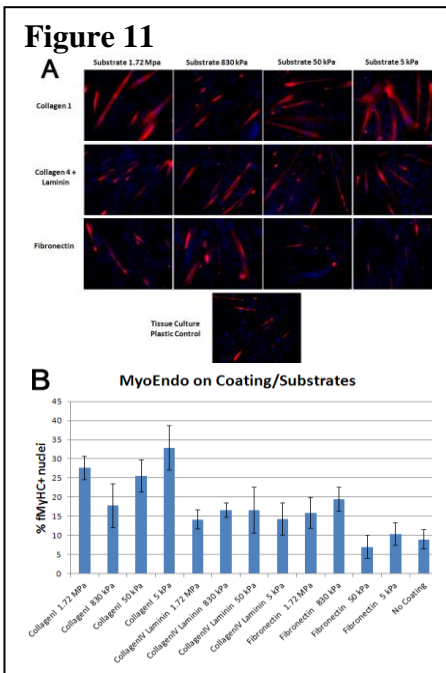 Figure 11
A
Substrate 1.72 Mpa Substrate 830 kPa Substrate 50 kPa Substrate 5 kPa
Collagen 1
Collagen 4 +
Laminin
Fibronectin
Tissue Culture
Plastic Control
B
MyoEndo on Coating/Substrates
% fMyHC+ nuclei
45
40
35
30
25
20
15
10
5
0
CollagenI 1.72 MPa
CollagenI 830 kPa
CollagenI 50 kPa
CollagenI 5 kPa
CollagenIV Laminin 1.72 MPa
CollagenIV Laminin 830 kPa
CollagenIV Laminin 50 kPa
CollagenIV Laminin 5 kPa
Fibronectin 1.72 MPa
Fibronectin 830 kPa
Fibronectin 50 kPa
Fibronectin 5 kPa
No Coating